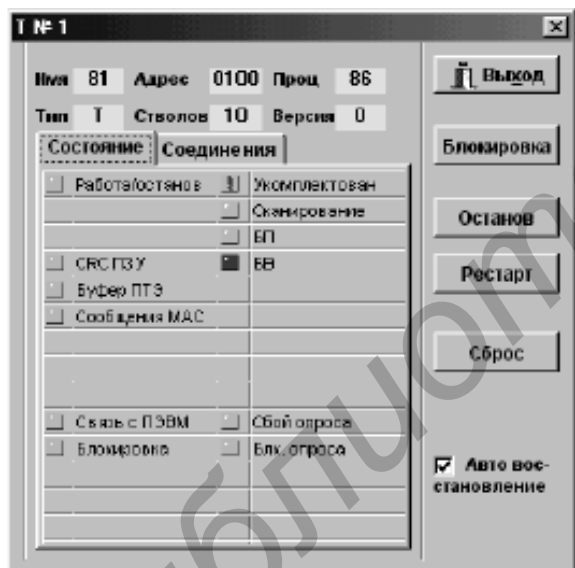 Т № 1
Имя 81 Адрес 0100 Проц 86
Тип Т Стволов 10 Версия 0
Состояние Соединения
Работа/останов Укомплектован
Сканирование
БП
CRC ПЗУ БВ
Буфер ПТЭ
Сообщения МАС
Связь с ПЭВМ Сбой опроса
Блокировка Блк. опроса
Выход
Блокировка
Останов
Рестарт
Сброс
Авто вос-
становление